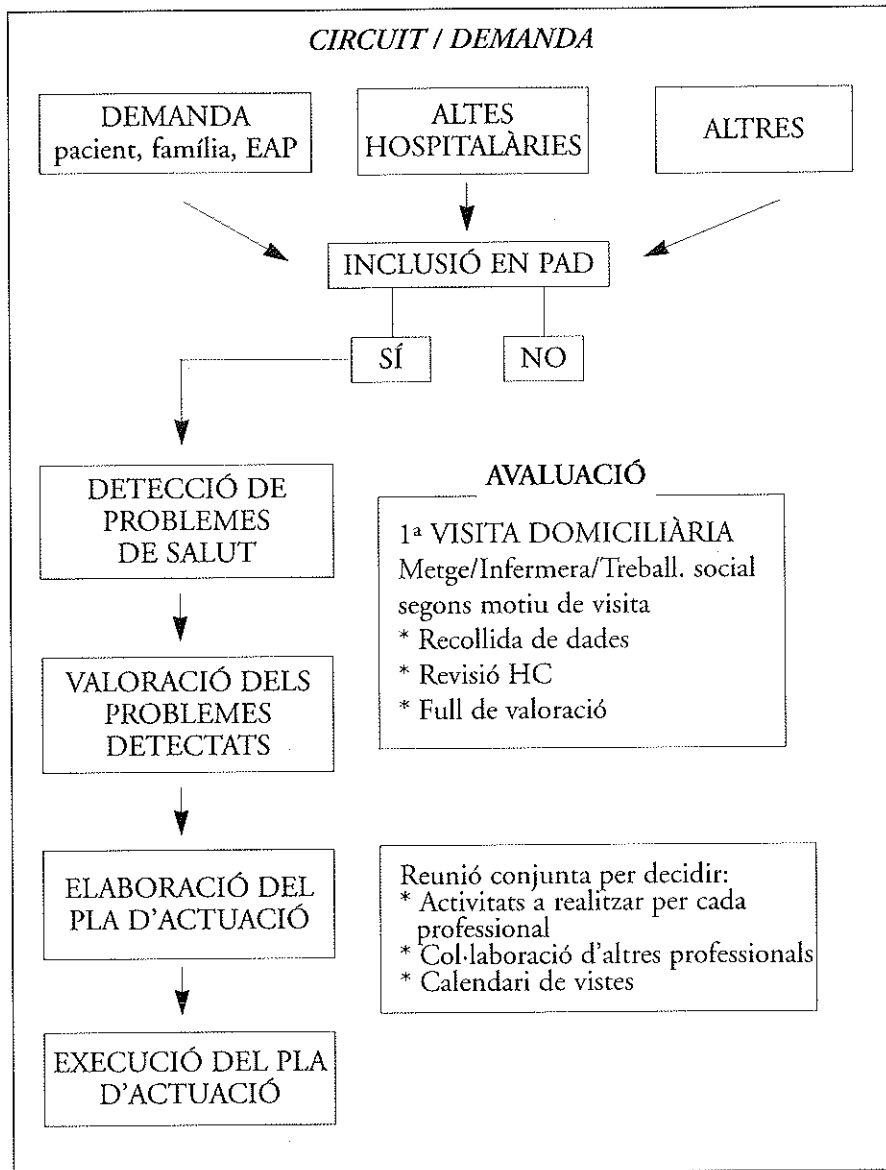 CIRCUIT / DEMANDA
DEMANDA
pacient, família, EAP
ALTES
HOSPITALÀRIES
ALTRES
INCLUSIÓ EN PAD
SÍ
NO
DETECCIÓ DE
PROBLEMES
DE SALUT
AVALUACIÓ
1ª VISITA DOMICILIÀRIA
Metge/Infermera/Treball. social
segons motiu de visita
* Recollida de dades
* Revisió HC
* Full de valoració
VALORACIÓ DELS
PROBLEMES
DETECTATS
ELABORACIÓ DEL
PLA D'ACTUACIÓ
Reunió conjunta per decidir:
* Activitats a realitzar per cada
professional
* Col·laboració d'altres professionals
* Calendari de vistes
EXECUCIÓ DEL PLA
D'ACTUACIÓ